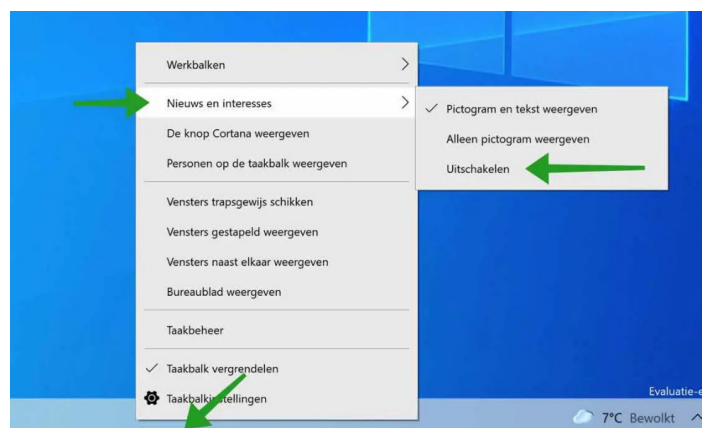 Werkbalken
Nieuws en interesses
Pictogram en tekst weergeven
De knop Cortana weergeven
Alleen pictogram weergeven
Personen op de taakbalk weergeven
Uitschakelen
Vensters trapsgewijs schikken
Vensters gestapeld weergeven
Vensters naast elkaar weergeven
Bureaublad weergeven
Taakbeheer
Taakbalk vergrendelen
Taakbalkinstellingen
7°C Bewolkt